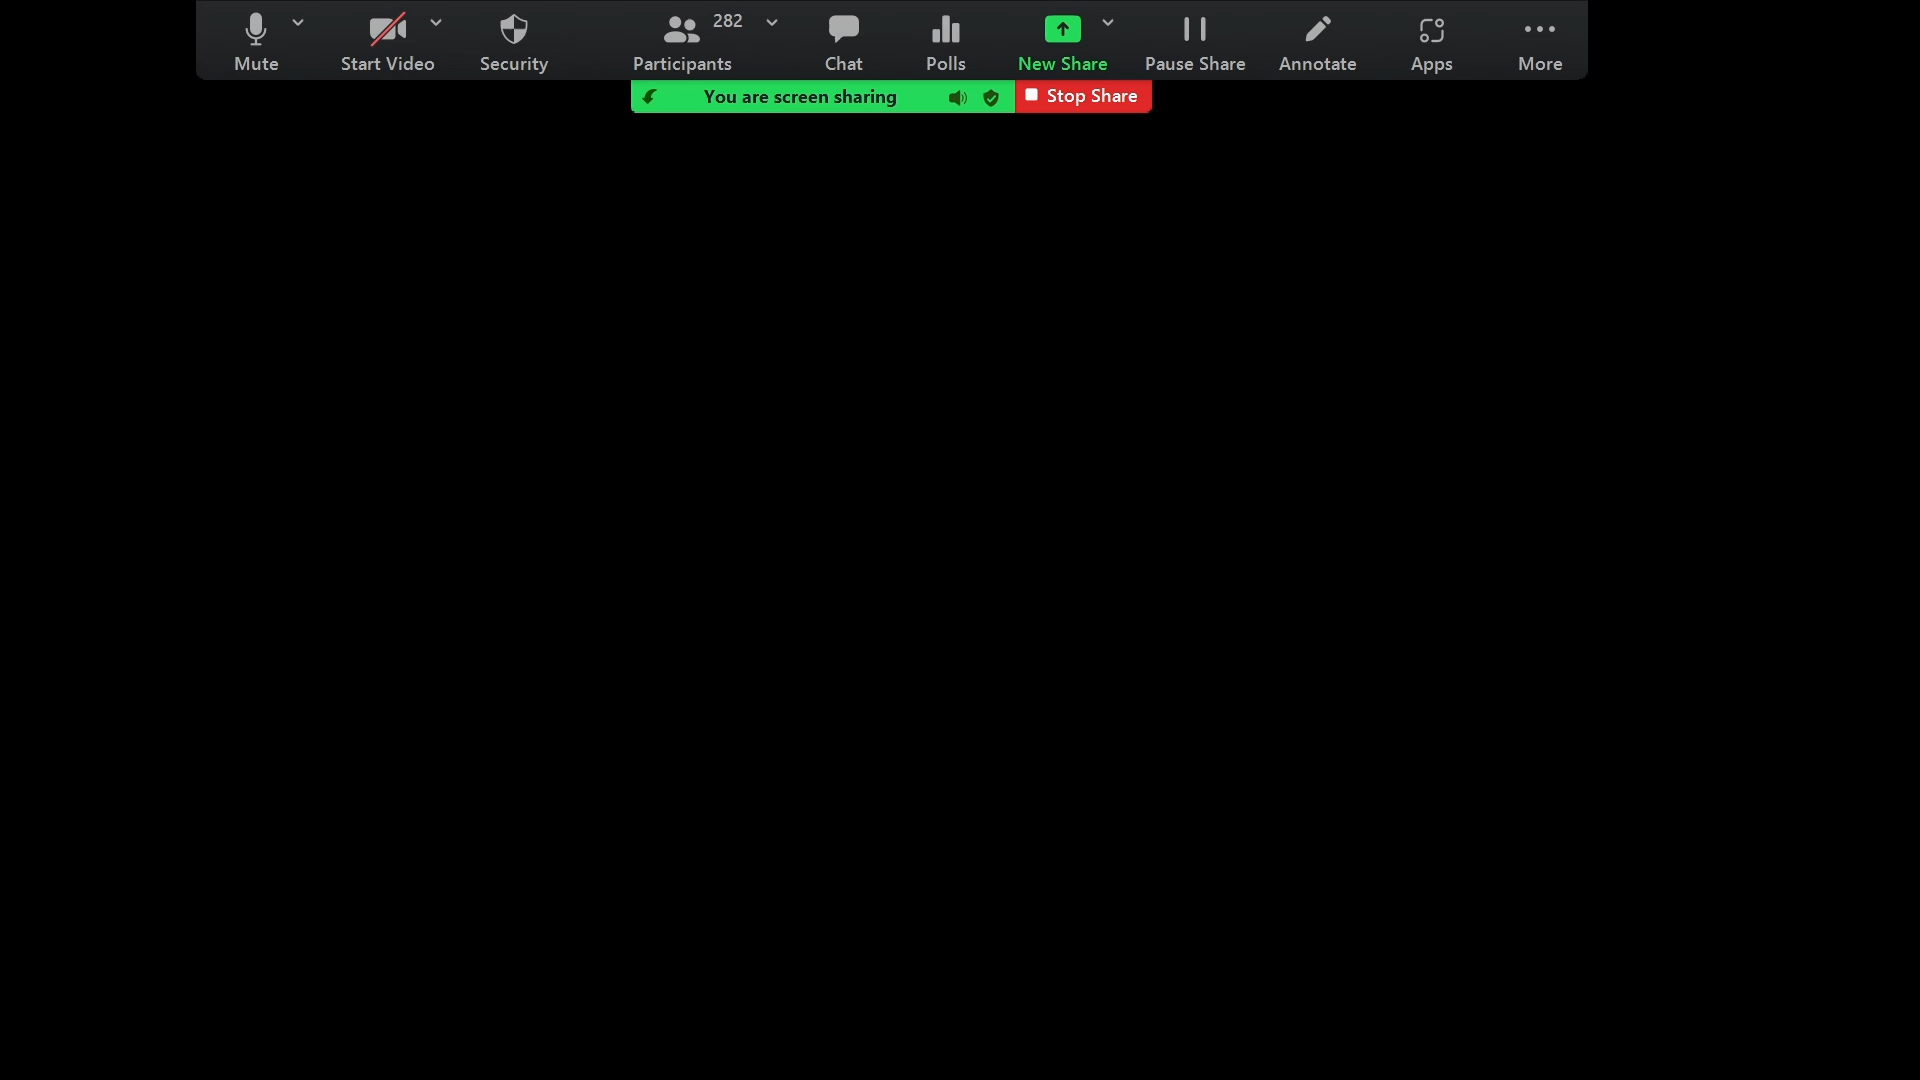 282
Mute Start Video Security Participants Chat Polls New Share Pause Share Annotate Apps More
You are screen sharing Stop Share